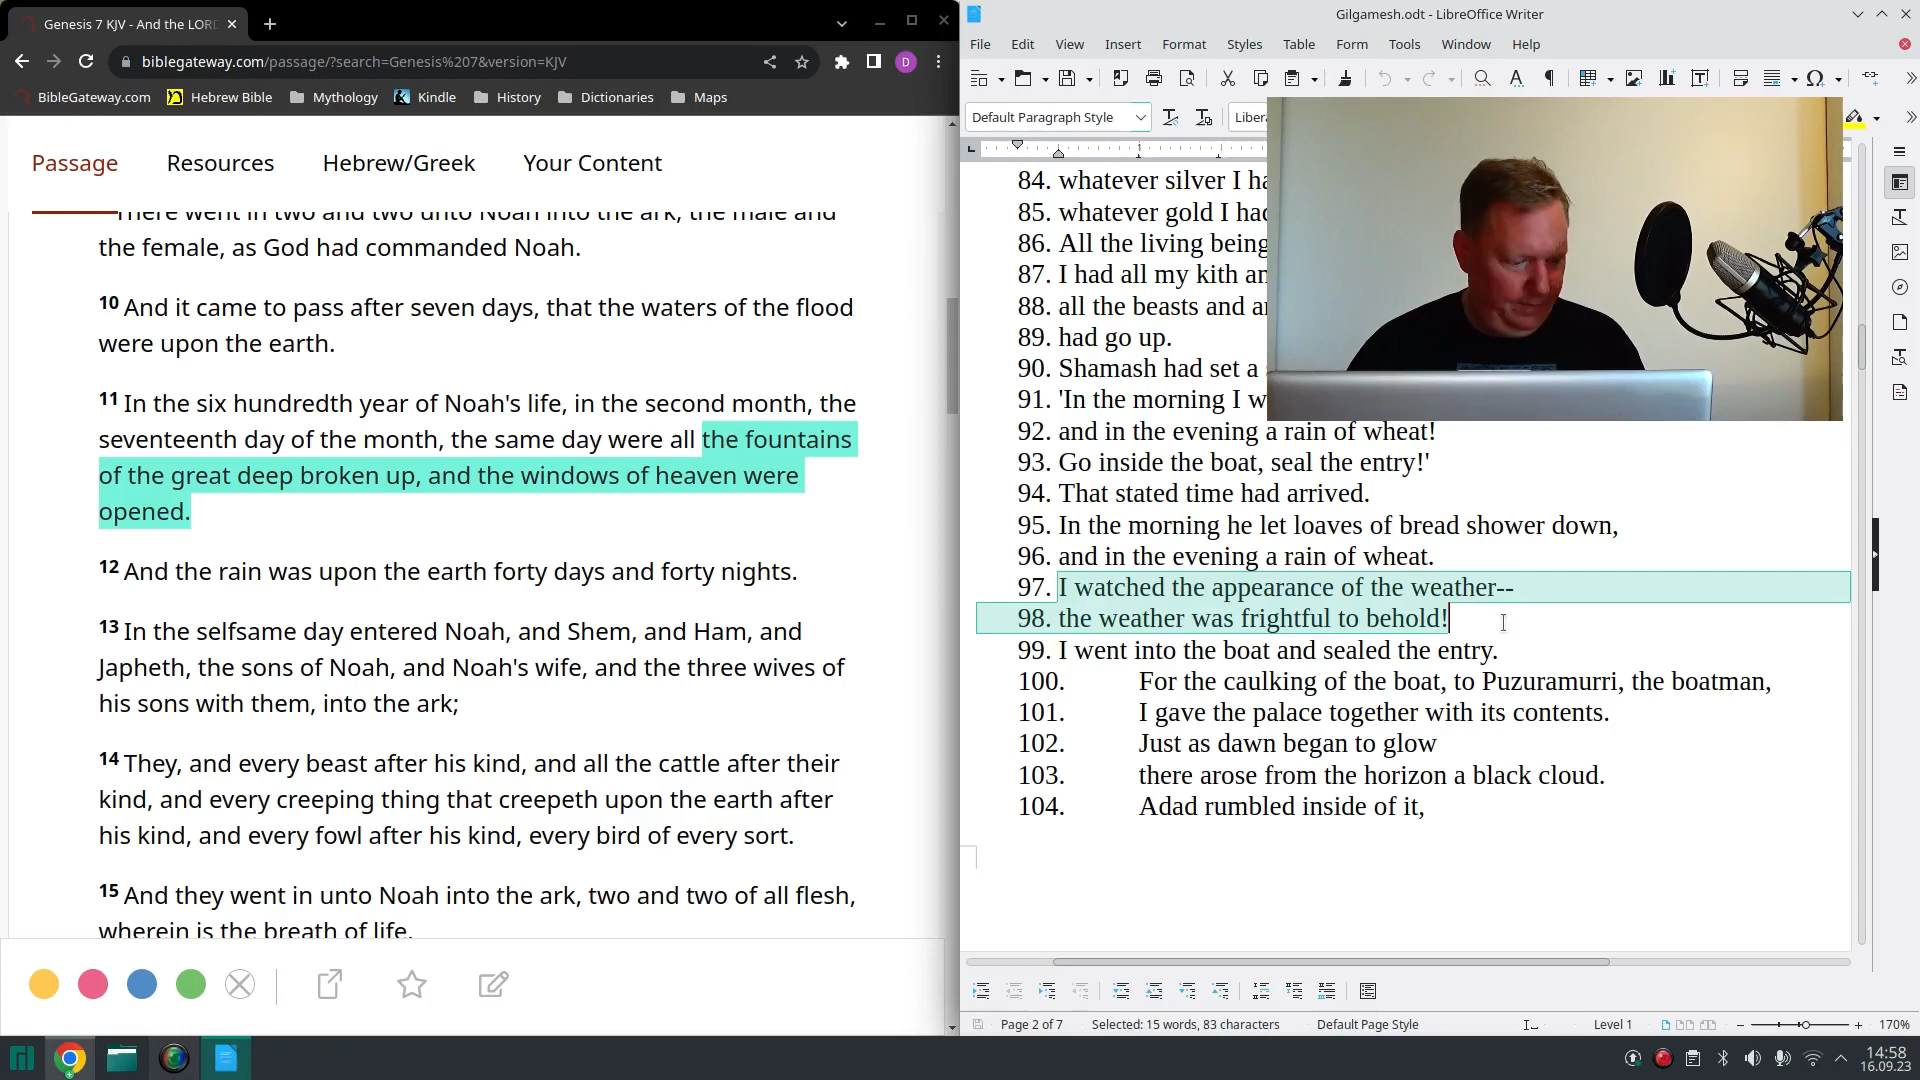 Genesis 7 KJV - And the LORD
biblegateway.com/passage/?search=Genesis%207&version=KJV
D
BibleGateway.com Hebrew Bible Mythology Kindle History Dictionaries Maps
Passage Resources Hebrew/Greek Your Content
There went in two and two unto Noah into the ark, the male and
the female, as God had commanded Noah.
10 And it came to pass after seven days, that the waters of the flood
were upon the earth.
11 In the six hundredth year of Noah's life, in the second month, the
seventeenth day of the month, the same day were all the fountains
of the great deep broken up, and the windows of heaven were
opened.
12 And the rain was upon the earth forty days and forty nights.
13 In the selfsame day entered Noah, and Shem, and Ham, and
Japheth, the sons of Noah, and Noah's wife, and the three wives of
his sons with them, into the ark;
14 They, and every beast after his kind, and all the cattle after their
kind, and every creeping thing that creepeth upon the earth after
his kind, and every fowl after his kind, every bird of every sort.
15 And they went in unto Noah into the ark, two and two of all flesh,
wherein is the breath of life.
Gilgamesh.odt - LibreOffice Writer
File Edit View Insert Format Styles Table Form Tools Window Help
Default Paragraph Style Libera
84. whatever silver I ha
85. whatever gold I had
86. All the living being
87. I had all my kith an
88. all the beasts and an
89. had go up.
90. Shamash had set a
91. 'In the morning I w
92. and in the evening a rain of wheat!
93. Go inside the boat, seal the entry!'
94. That stated time had arrived.
95. In the morning he let loaves of bread shower down,
96. and in the evening a rain of wheat.
97. I watched the appearance of the weather--
98. the weather was frightful to behold!
99. I went into the boat and sealed the entry.
100. For the caulking of the boat, to Puzuramurri, the boatman,
101. I gave the palace together with its contents.
102. Just as dawn began to glow
103. there arose from the horizon a black cloud.
104. Adad rumbled inside of it,
Page 2 of 7 Selected: 15 words, 83 characters Default Page Style Level 1 170%
14:58
16.09.23